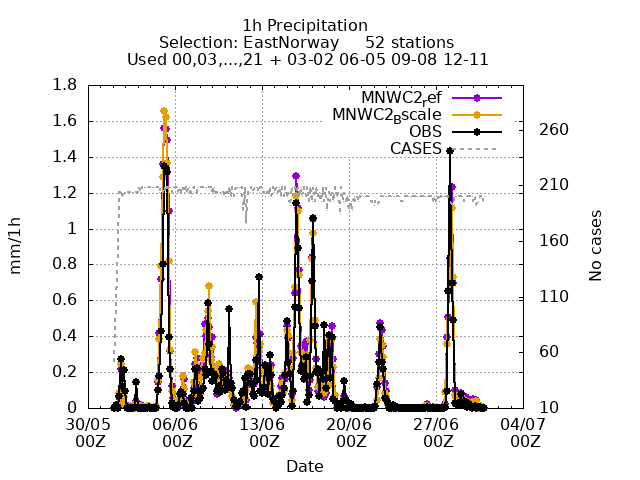 1h Precipitation
Selection: EastNorway     52 stations
Used 00,03,...,21 + 03-02 06-05 09-08 12-11
MNWC2ref
MNWC2Bscale
OBS
CASES
mm/1h
1.8
1.6
1.4
1.2
1
0.8
0.6
0.4
0.2
0
No cases
260
210
160
110
60
10
30/05 06/06 13/06 20/06 27/06 04/07
00Z 00Z 00Z 00Z 00Z 00Z
Date